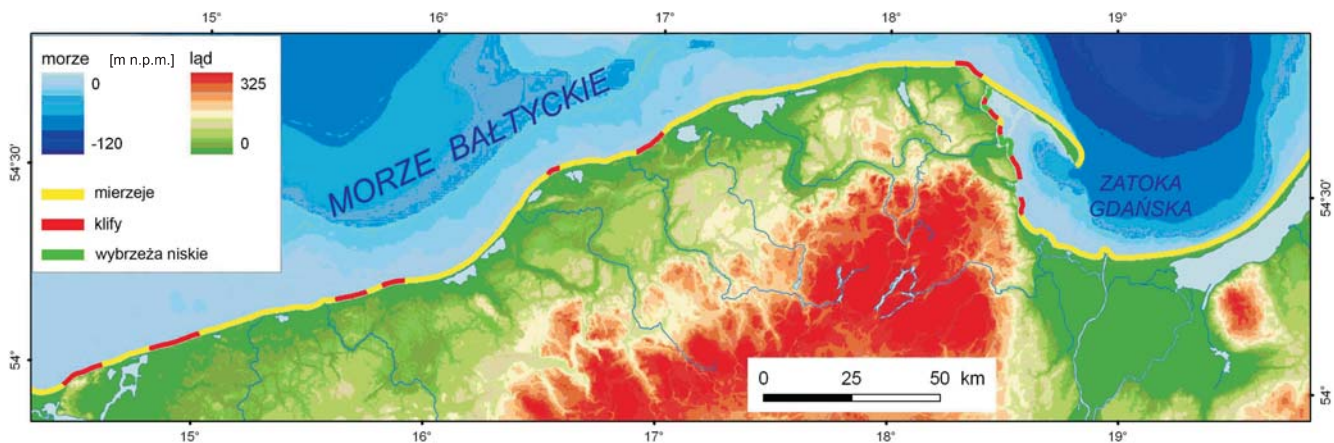 15° 16° 17° 18° 19°
morze [m n.p.m.] ląd
0 325
-120 0
mierzeje
klify
wybrzeża niskie
MORZE BAŁTYCKIE
ZATOKA
GDAŃSKA
54°30'
54°30'
54°
54°
0 25 50 km
15° 16° 17° 18° 19°